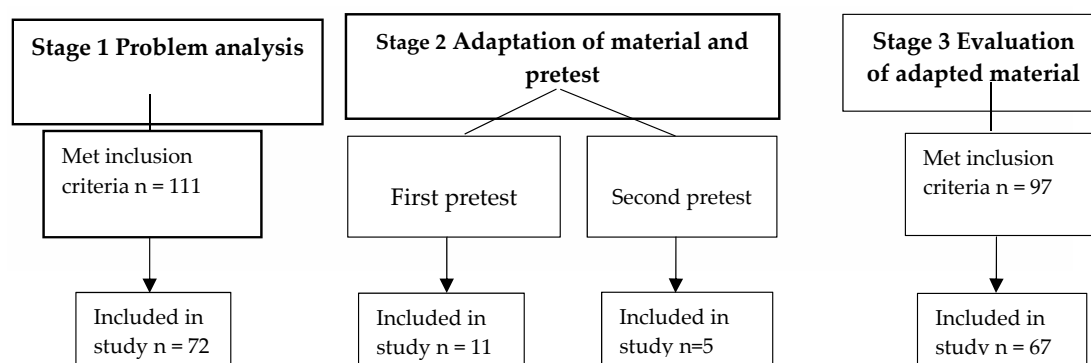 Stage 1 Problem analysis
Met inclusion
criteria n = 111
Included in
study n = 72
Stage 2 Adaptation of material and
pretest
First pretest
Second pretest
Included in
study n = 11
Included in
study n=5
Stage 3 Evaluation
of adapted material
Met inclusion
criteria n = 97
Included in
study n = 67